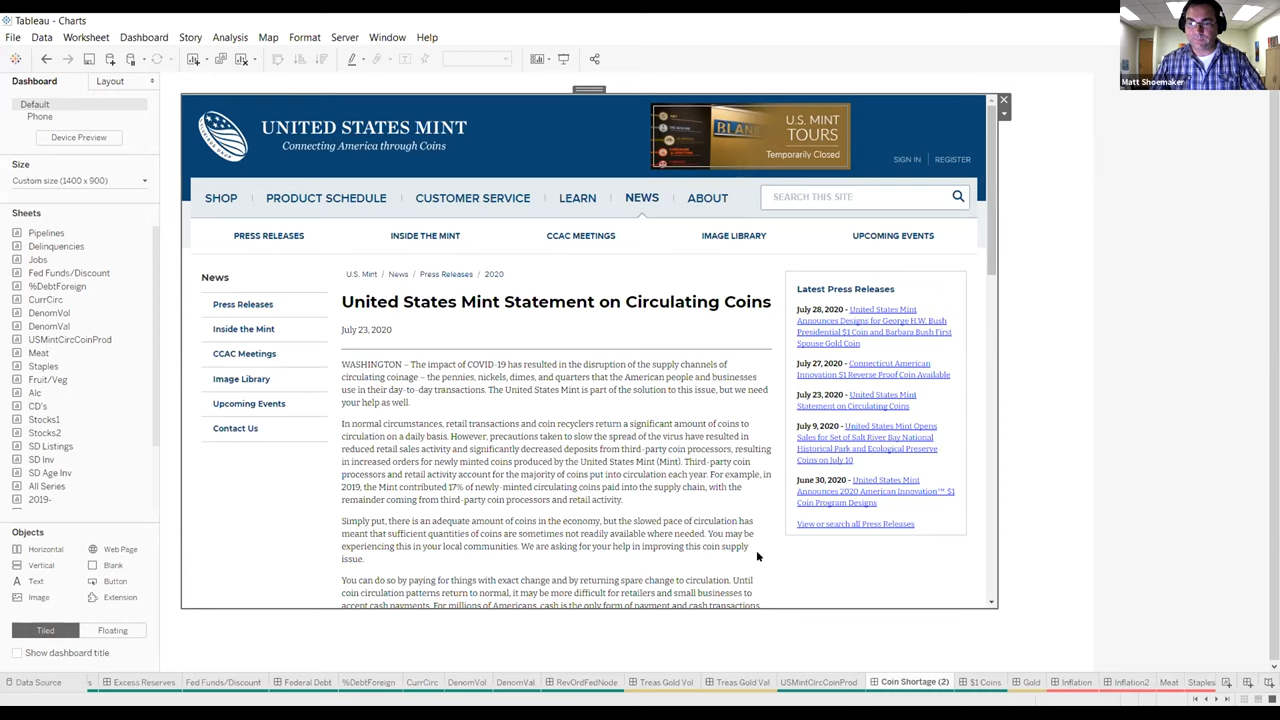 Tableau - Charts
File Data Worksheet Dashboard Story Analysis Map Format Server Window Help
Matt Shoemaker
Dashboard Layout
Default
Phone
Device Preview
Size
Custom size (1400 x 900)
Sheets
Pipelines
Delinquencies
Jobs
Fed Funds/Discount
%DebtForeign
CurrCirc
DenomVol
DenomVal
USMintCircCoinProd
Meat
Staples
Fruit/Veg
Alc
CD's
Stocks1
Stocks2
SD Listings
SD Inv
SD Age Inv
All Series
2019-
Objects
Horizontal Web Page
Vertical Blank
Text Button
Image Extension
Tiled Floating
Show dashboard title
UNITED STATES MINT
Connecting America through Coins
BLANK
U.S. MINT
TOURS
Temporarily Closed
SIGN IN REGISTER
SHOP PRODUCT SCHEDULE CUSTOMER SERVICE LEARN NEWS ABOUT SEARCH THIS SITE
PRESS RELEASES INSIDE THE MINT CCAC MEETINGS IMAGE LIBRARY UPCOMING EVENTS
News
Press Releases
Inside the Mint
CCAC Meetings
Image Library
Upcoming Events
Contact Us
U.S. Mint / News / Press Releases / 2020
United States Mint Statement on Circulating Coins
July 23, 2020
WASHINGTON – The impact of COVID-19 has resulted in the disruption of the supply channels of
circulating coinage – the pennies, nickels, dimes, and quarters that the American people and businesses
use in their day-to-day transactions. The United States Mint is part of the solution to this issue, but we need
your help as well.
In normal circumstances, retail transactions and coin recyclers return a significant amount of coins to
circulation on a daily basis. However, precautions taken to slow the spread of the virus have resulted in
reduced retail sales activity and significantly decreased deposits from third-party coin processors, resulting
in increased orders for newly minted coins produced by the United States Mint (Mint). Third-party coin
processors and retail activity account for the majority of coins put into circulation each year. For example, in
2019, the Mint contributed 17% of newly-minted circulating coins paid into the supply chain, with the
remainder coming from third-party coin processors and retail activity.
Simply put, there is an adequate amount of coins in the economy, but the slowed pace of circulation has
meant that sufficient quantities of coins are sometimes not readily available where needed. You may be
experiencing this in your local communities. We are asking for your help in improving this coin supply
issue.
You can do so by paying for things with exact change and by returning spare change to circulation. Until
coin circulation patterns return to normal, it may be more difficult for retailers and small businesses to
accept cash payments. For millions of Americans, cash is the only form of payment and cash transactions
Latest Press Releases
July 28, 2020 - United States Mint
Announces Designs for George H.W. Bush
Presidential $1 Coin and Barbara Bush First
Spouse Gold Coin
July 27, 2020 - Connecticut American
Innovation $1 Reverse Proof Coin Available
July 23, 2020 - United States Mint
Statement on Circulating Coins
July 9, 2020 - United States Mint Opens
Sales for Set of Salt River Bay National
Historical Park and Ecological Preserve
Coins on July 10
June 30, 2020 - United States Mint
Announces 2020 American Innovation™ $1
Coin Program Designs
View or search all Press Releases
Data Source s Excess Reserves Fed Funds/Discount Federal Debt %DebtForeign CurrCirc DenomVol DenomVal RevOrdFedNode Treas Gold Vol Treas Gold Val USMintCircCoinProd Coin Shortage (2) $1 Coins Gold Inflation Inflation2 Meat Staples